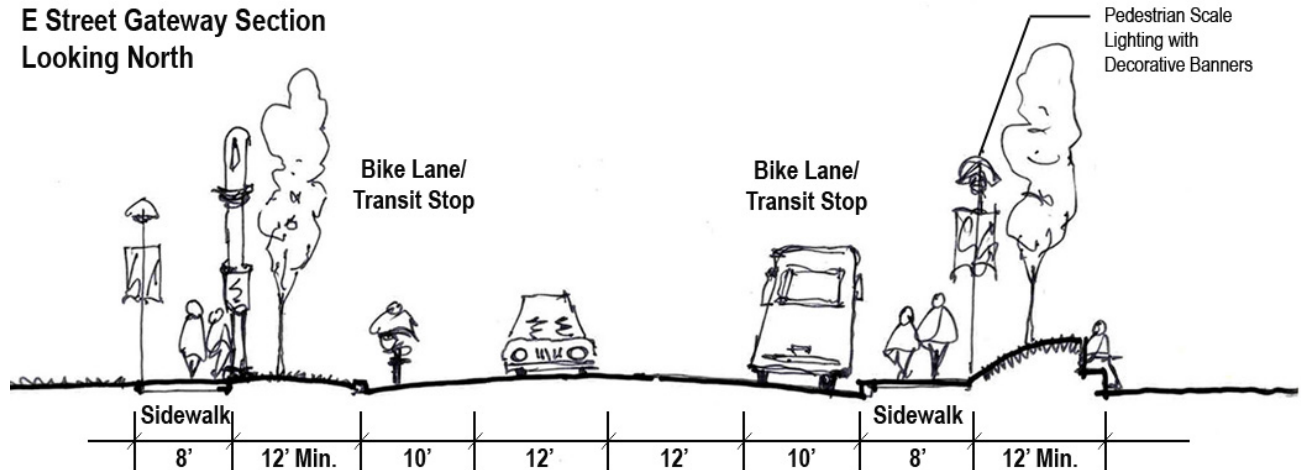 E Street Gateway Section
Looking North
Pedestrian Scale
Lighting with
Decorative Banners
Bike Lane/
Transit Stop
Bike Lane/
Transit Stop
Sidewalk
Sidewalk
8’
12’ Min.
10’
12’
12’
10’
8’
12’ Min.